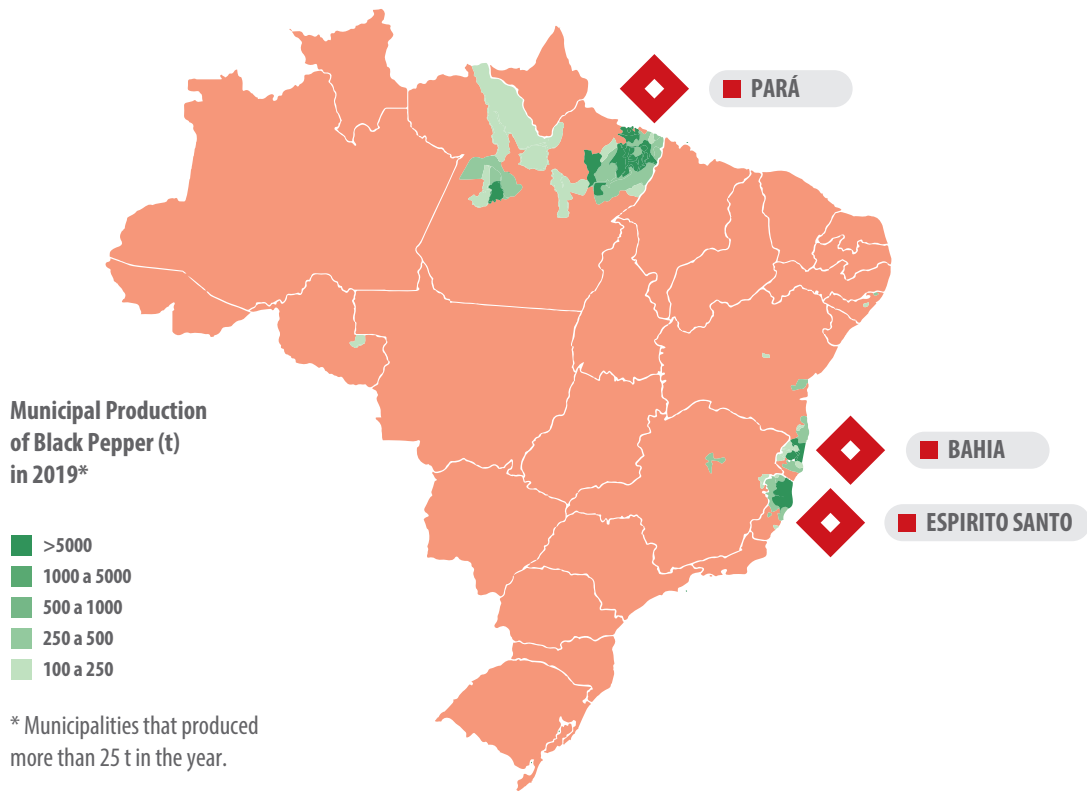 PARÁ
BAHIA
ESPIRITO SANTO
Municipal Production
of Black Pepper (t)
in 2019*
>5000
1000 a 5000
500 a 1000
250 a 500
100 a 250
* Municipalities that produced
more than 25 t in the year.